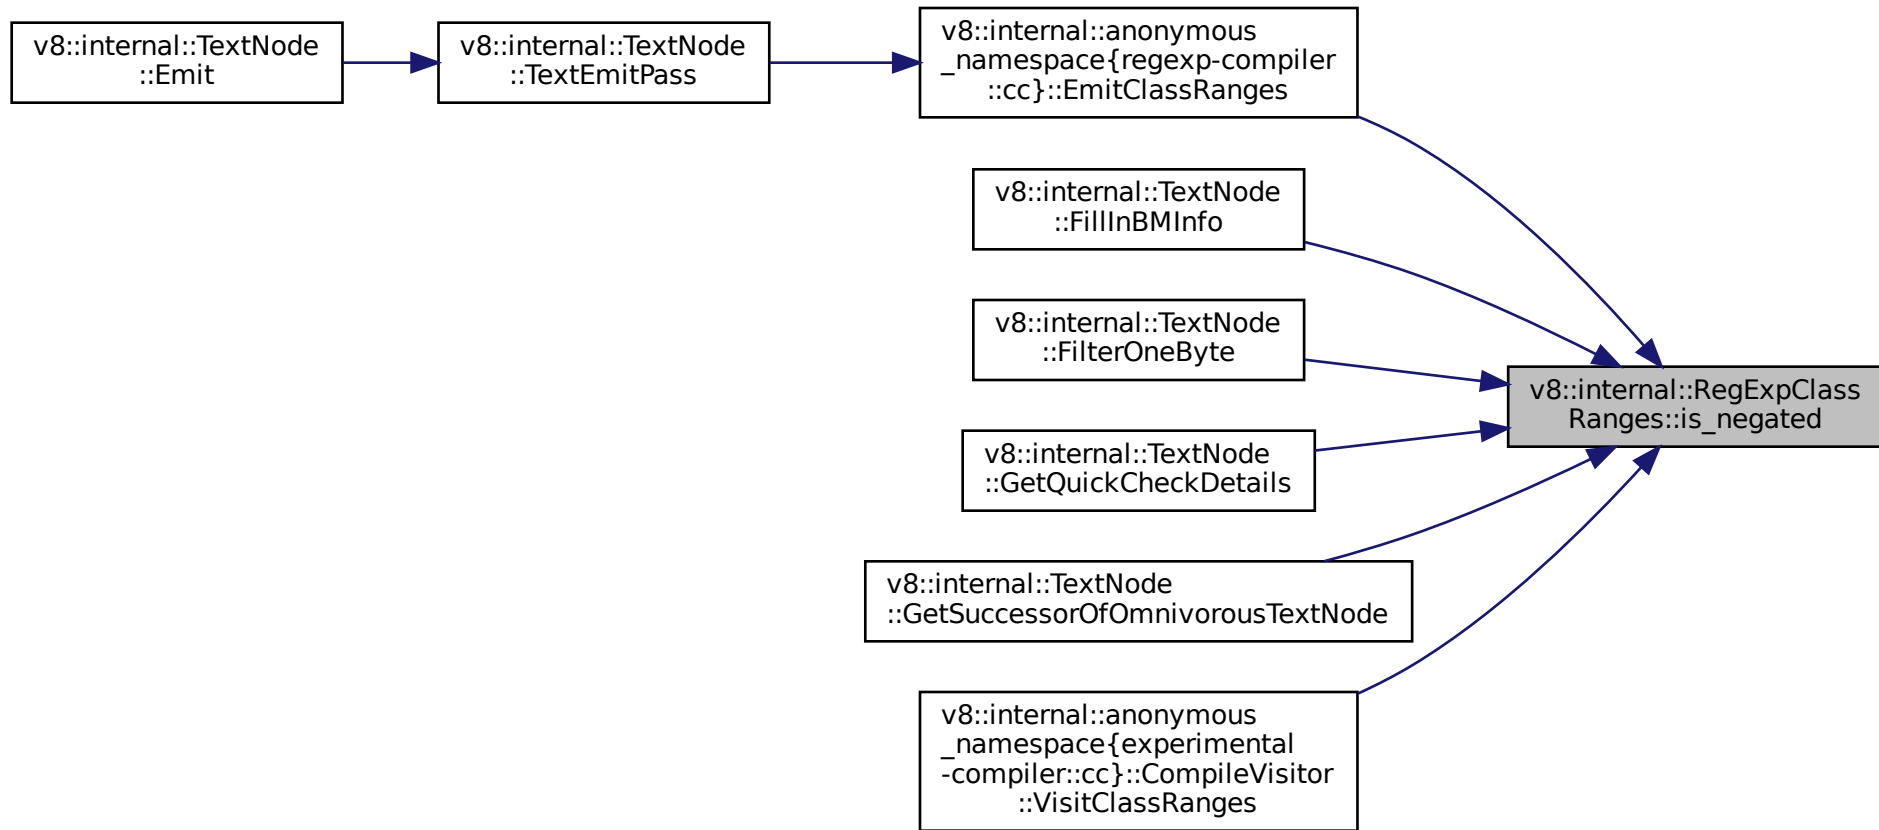 v8::internal::TextNode
::Emit
v8::internal::TextNode
::TextEmitPass
v8::internal::anonymous
_namespace{regexp-compiler
::cc}::EmitClassRanges
v8::internal::TextNode
::FillInBMInfo
v8::internal::TextNode
::FilterOneByte
v8::internal::TextNode
::GetQuickCheckDetails
v8::internal::TextNode
::GetSuccessorOfOmnivorousTextNode
v8::internal::anonymous
_namespace{experimental
-compiler::cc}::CompileVisitor
::VisitClassRanges
v8::internal::RegExpClass
Ranges::is_negated